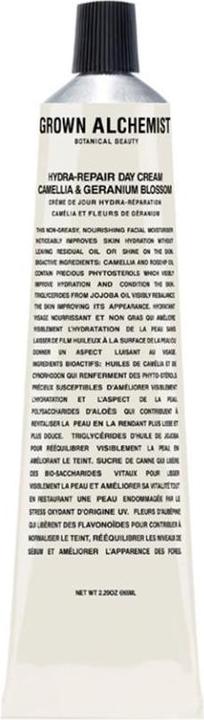 GROWN ALCHEMIST
BOTANICAL BEAUTY
HYDRA-REPAIR DAY CREAM
CAMELLIA & GERANIUM BLOSSOM
CRÈME DE JOUR HYDRA-RÉPARATION
CAMÉLIA ET FLEURS DE GÉRANIUM
THIS NON-GREASY, NOURISHING FACIAL MOISTURISER
NOTICEABLY IMPROVES SKIN HYDRATION WITHOUT
LEAVING RESIDUAL OIL OR SHINE ON THE SKIN.
BIOACTIVE INGREDIENTS: CAMELLIA AND ROSEHIP OIL
CONTAIN PRECIOUS PHYTOSTEROLS WHICH VISIBLY
IMPROVE HYDRATION AND CONDITION THE SKIN.
TRIGLYCERIDES FROM JOJOBA OIL VISIBLY REBALANCE
THE SKIN IMPROVING ITS APPEARANCE. HYDRATANT
VISAGE NOURRISSANT ET NON GRAS QUI AMÉLIORE
VISIBLEMENT L'HYDRATATION DE LA PEAU SANS
LAISSER DE FILM HUILEUX À LA SURFACE DE LA PEAU OU
DONNER UN ASPECT LUISANT AU VISAGE.
INGRÉDIENTS BIOACTIFS: HUILES DE CAMÉLIA ET DE
CYNORHODON QUI RENFERMENT DES PHYTO-STÉROLS
PRÉCIEUX SUSCEPTIBLES D'AMÉLIORER VISIBLEMENT
L'HYDRATATION ET L'ASPECT DE LA PEAU.
POLYSACCHARIDES D'ALOÈS QUI CONTRIBUENT À
REVITALISER LA PEAU EN LA RENDANT PLUS LISSE ET
PLUS DOUCE. TRIGLYCÉRIDES D'HUILE DE JOJOBA
POUR RÉÉQUILIBRER VISIBLEMENT LA PEAU EN
AMÉLIORANT LE TEINT. SUCRE DE CANNE QUI LIBÈRE
DES BIO-SACCHARIDES VITAUX POUR LISSER
VISIBLEMENT LA PEAU ET AMÉLIORER SA VITALITÉ TOUT
EN RESTAURANT UNE PEAU ENDOMMAGÉE PAR LE
STRESS OXYDANT D'ORIGINE UV. FLEURS D'AUBÉPINE
QUI LIBÈRENT DES FLAVONOÏDES POUR CONTRIBUER À
NORMALISER LE TEINT, RÉÉQUILIBRER LES NIVEAUX DE
SÉBUM ET AMÉLIORER L'APPARENCE DES PORES.
NET WT 2.29OZ ℮65ML